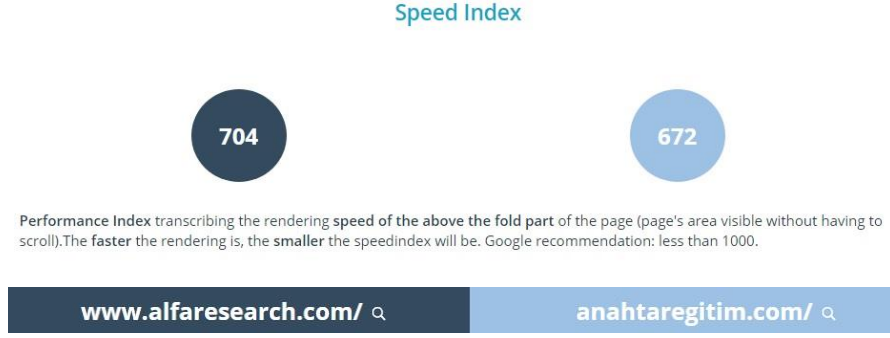 Speed Index
704
672
Performance Index transcribing the rendering speed of the above the fold part of the page (page's area visible without having to
scroll).The faster the rendering is, the smaller the speedindex will be. Google recommendation: less than 1000.
www.alfaresearch.com/
anahtaregitim.com/